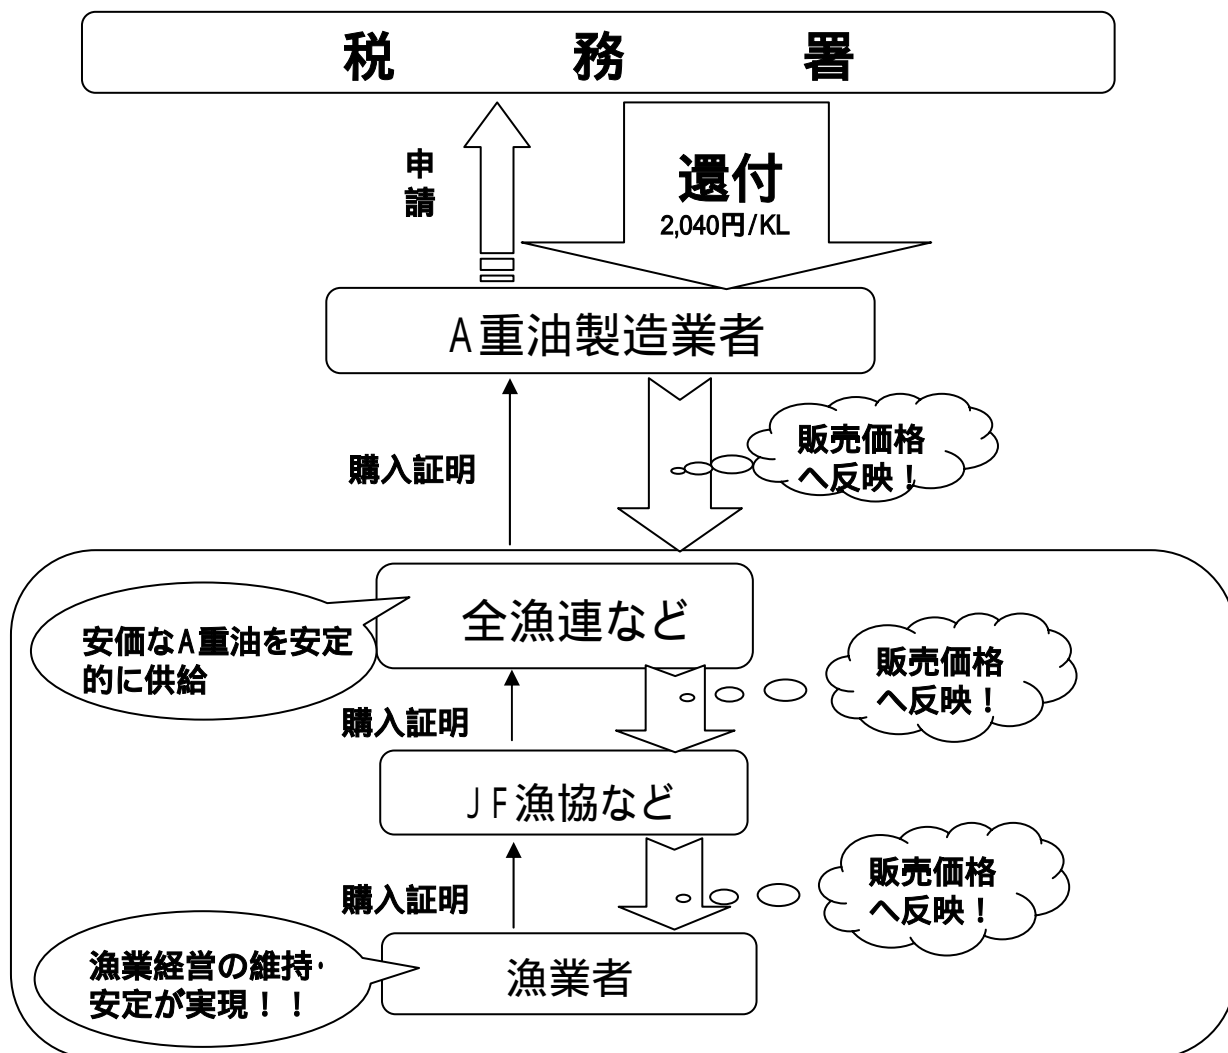 税務署
申
請
還付
2,040円/KL
A重油製造業者
購入証明
販売価格
へ反映！
全漁連など
安価なA重油を安定
的に供給
販売価格
へ反映！
購入証明
JF漁協など
販売価格
へ反映！
購入証明
漁業者
漁業経営の維持・
安定が実現！！